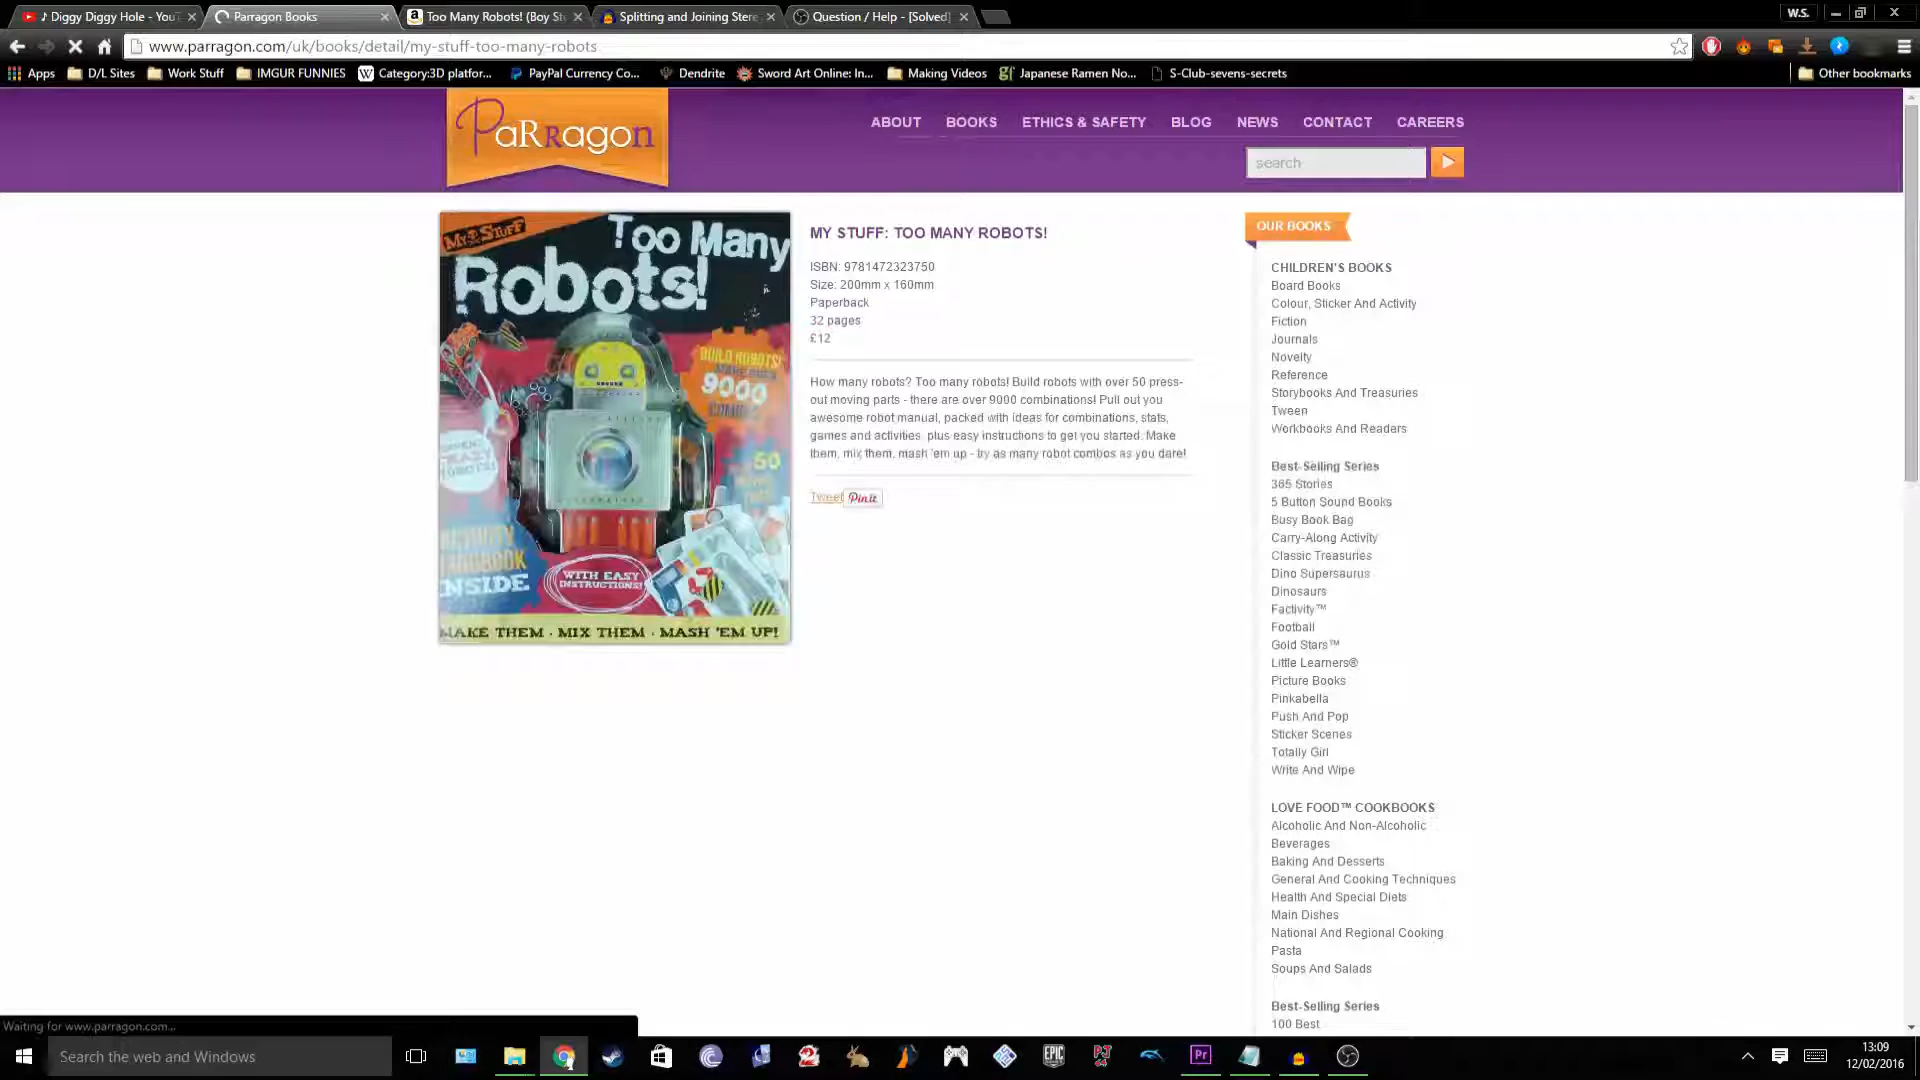 ♪ Diggy Diggy Hole - You
Parragon Books
Too Many Robots! (Boy St
Splitting and Joining Stere
Question / Help - [Solved]
W.S.
www.parragon.com/uk/books/detail/my-stuff-too-many-robots
Apps
D/L Sites
Work Stuff
IMGUR FUNNIES
Category:3D platfor...
PayPal Currency Co...
Dendrite
Sword Art Online: In...
Making Videos
Japanese Ramen No...
S-Club-sevens-secrets
Other bookmarks
Parragon
ABOUT BOOKS ETHICS & SAFETY BLOG NEWS CONTACT CAREERS
search
MY STUFF
Too Many
Robots!
BUILD ROBOTS!
9000
50
INSIDE
WITH EASY
INSTRUCTIONS!
MAKE THEM · MIX THEM · MASH 'EM UP!
MY STUFF: TOO MANY ROBOTS!
ISBN: 9781472323750
Size: 200mm x 160mm
Paperback
32 pages
£12
How many robots? Too many robots! Build robots with over 50 press-
out moving parts - there are over 9000 combinations! Pull out you
awesome robot manual, packed with ideas for combinations, stats,
games and activities, plus easy instructions to get you started. Make
them, mix them, mash 'em up - try as many robot combos as you dare!
Tweet
Pin it
OUR BOOKS
CHILDREN'S BOOKS
Board Books
Colour, Sticker And Activity
Fiction
Journals
Novelty
Reference
Storybooks And Treasuries
Tween
Workbooks And Readers
Best-Selling Series
365 Stories
5 Button Sound Books
Busy Book Bag
Carry-Along Activity
Classic Treasuries
Dino Supersaurus
Dinosaurs
Factivity™
Football
Gold Stars™
Little Learners®
Picture Books
Pinkabella
Push And Pop
Sticker Scenes
Totally Girl
Write And Wipe
LOVE FOOD™ COOKBOOKS
Alcoholic And Non-Alcoholic
Beverages
Baking And Desserts
General And Cooking Techniques
Health And Special Diets
Main Dishes
National And Regional Cooking
Pasta
Soups And Salads
Best-Selling Series
100 Best
Waiting for www.parragon.com...
Search the web and Windows
EPIC
Pr
13:09
12/02/2016